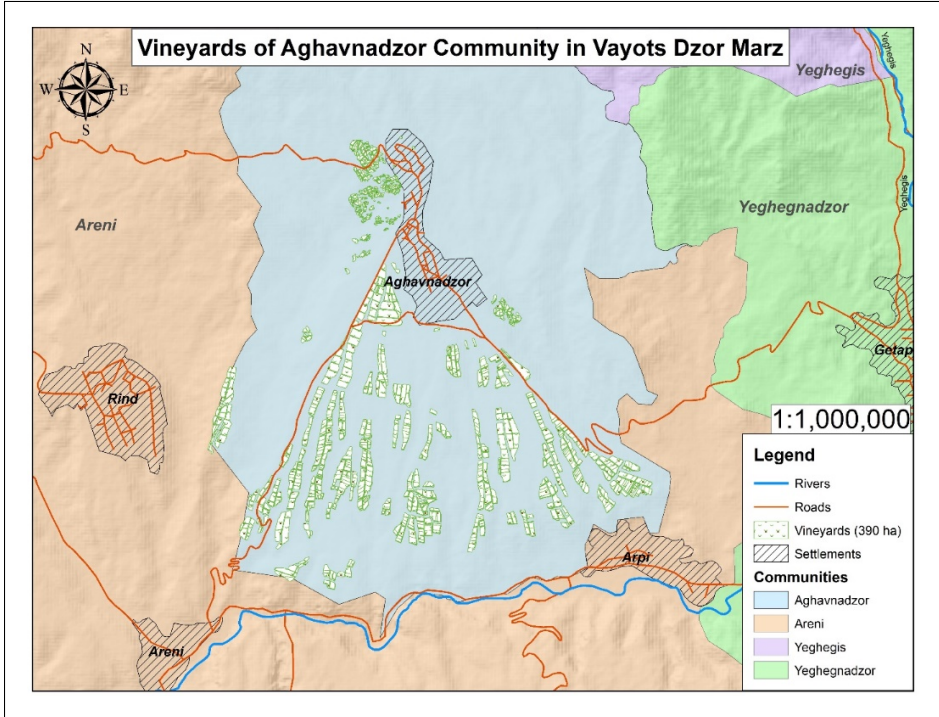 Vineyards of Aghavnadzor Community in Vayots Dzor Marz
N
W
E
S
Yeghegis
Yeghegis
Yeghegis
Areni
Yeghegnadzor
Aghavnadzor
Getap
Rind
Arpi
Areni
1:1,000,000
Legend
Rivers
Roads
Vineyards (390 ha)
Settlements
Communities
Aghavnadzor
Areni
Yeghegis
Yeghegnadzor